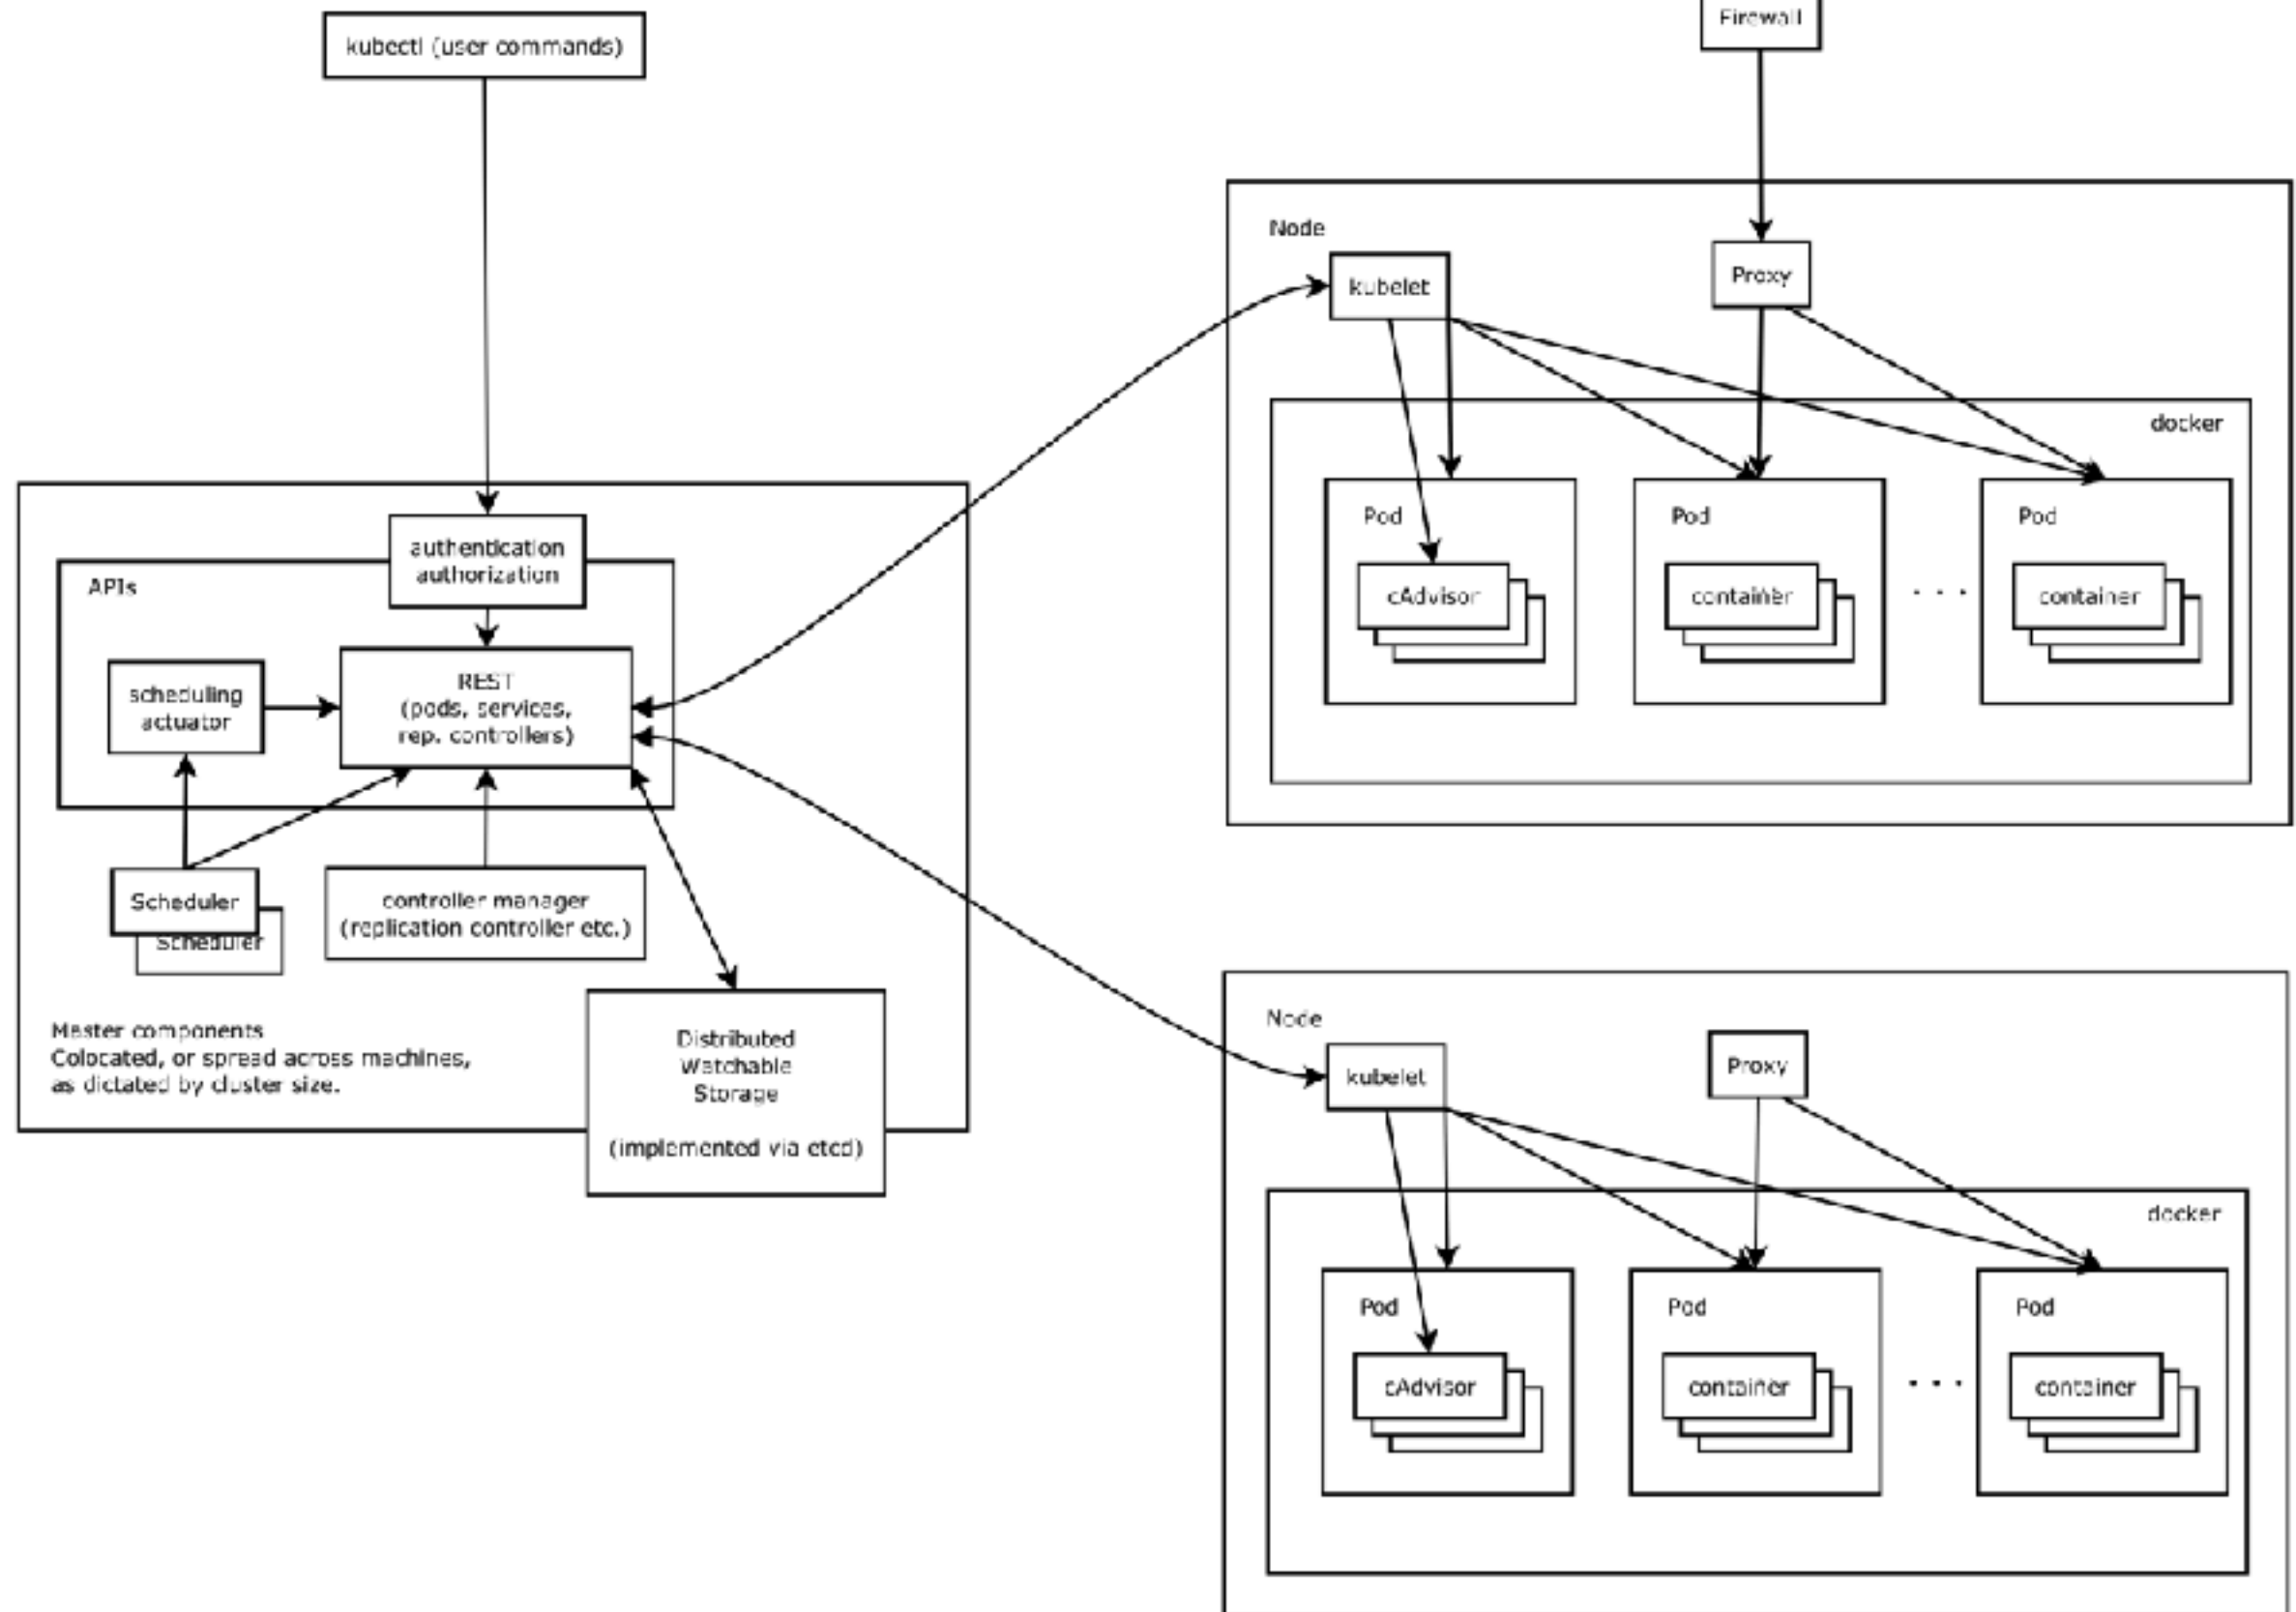 kubectl (user commands)
Firewall
Node
kubelet
Proxy
docker
Pod
cAdvisor
Pod
container
. . .
Pod
container
authentication
authorization
APIs
scheduling
actuator
REST
(pods, services,
rep. controllers)
Scheduler
Scheduler
controller manager
(replication controller etc.)
Master components
Colocated, or spread across machines,
as dictated by cluster size.
Distributed
Watchable
Storage
(implemented via etcd)
Node
kubelet
Proxy
docker
Pod
cAdvisor
Pod
container
. . .
Pod
container